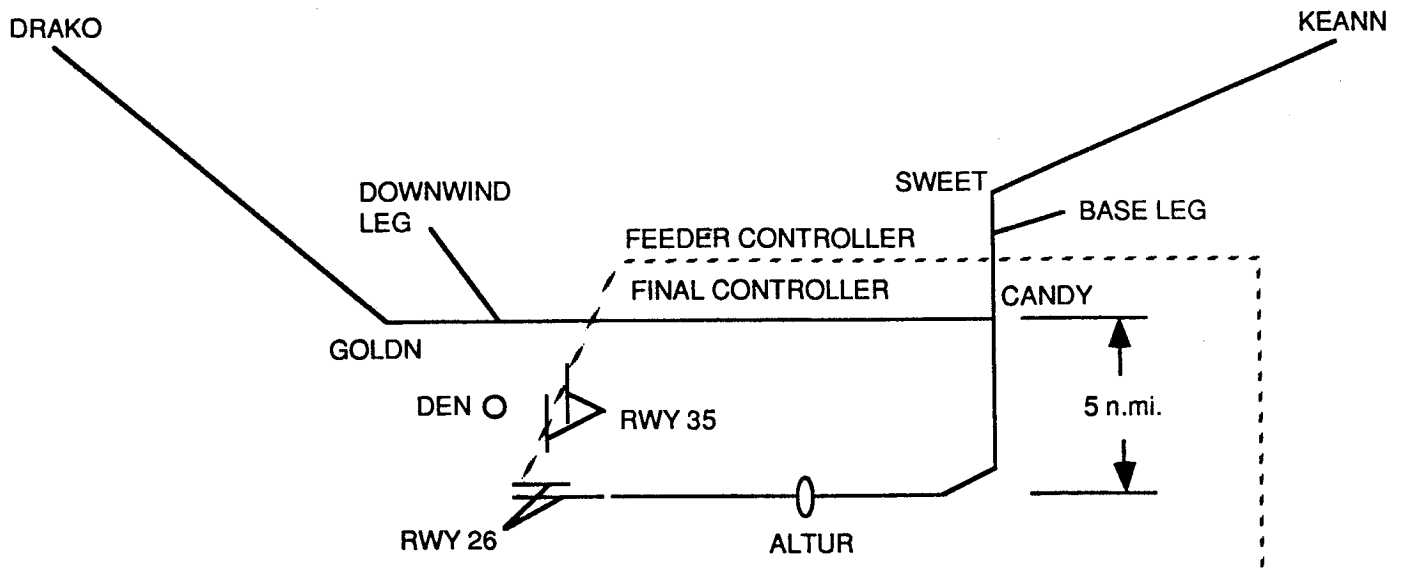 DRAKO
KEANN
SWEET
DOWNWIND
LEG
BASE LEG
FEEDER CONTROLLER
FINAL CONTROLLER
CANDY
GOLDN
DEN
RWY 35
5 n.mi.
RWY 26
ALTUR